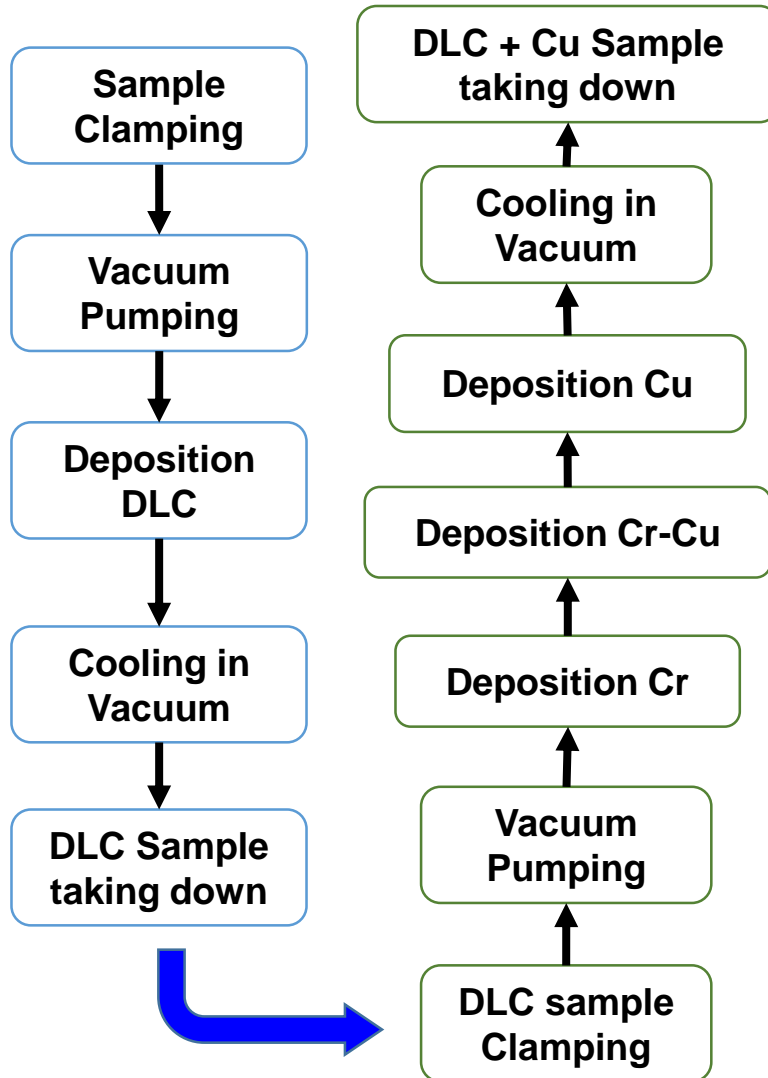 Sample
Clamping
Vacuum
Pumping
Deposition
DLC
Cooling in
Vacuum
DLC Sample
taking down
DLC sample
Clamping
Vacuum
Pumping
Deposition Cr
Deposition Cr-Cu
Deposition Cu
Cooling in
Vacuum
DLC + Cu Sample
taking down